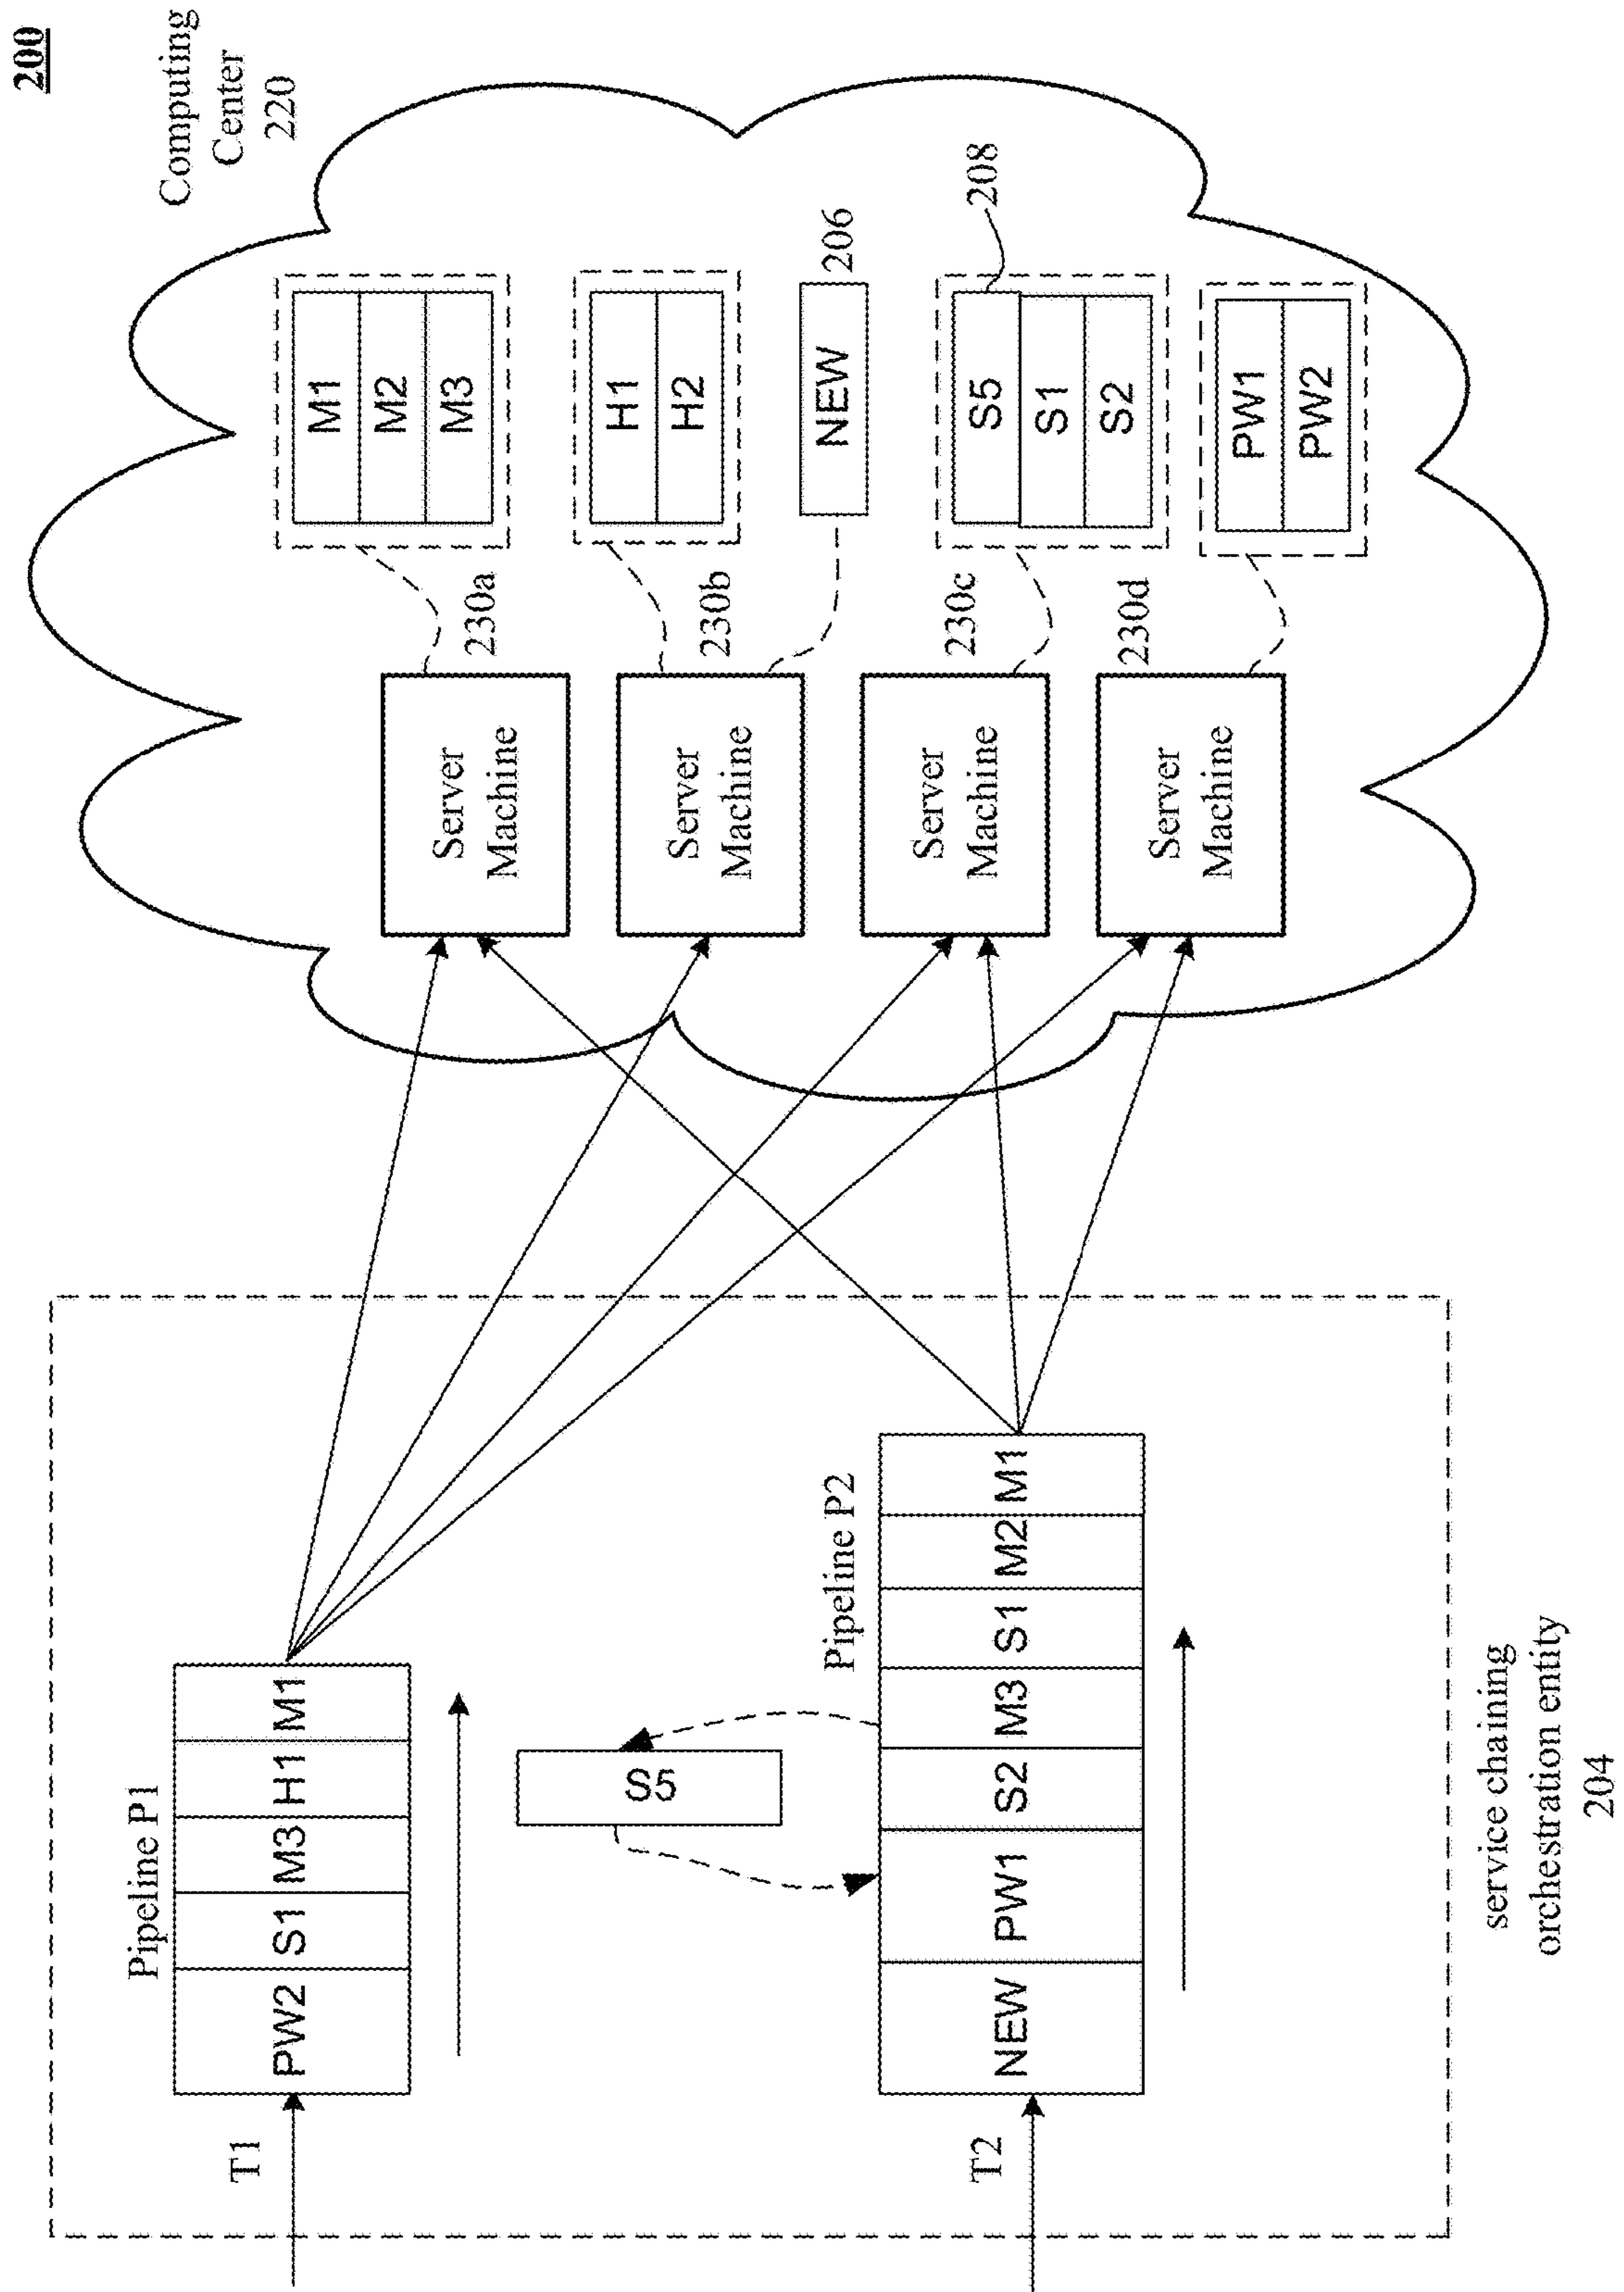 200
Computing
Center
220
Pipeline P1
T1
PW2
S1
M3
H1
M1
S5
Pipeline P2
T2
NEW
PW1
S2
M3
S1
M2
M1
service chaining
orchestration entity
204
Server
Machine
230a
M1
M2
M3
Server
Machine
230b
H1
H2
NEW
206
Server
Machine
230c
S5
208
S1
S2
Server
Machine
230d
PW1
PW2